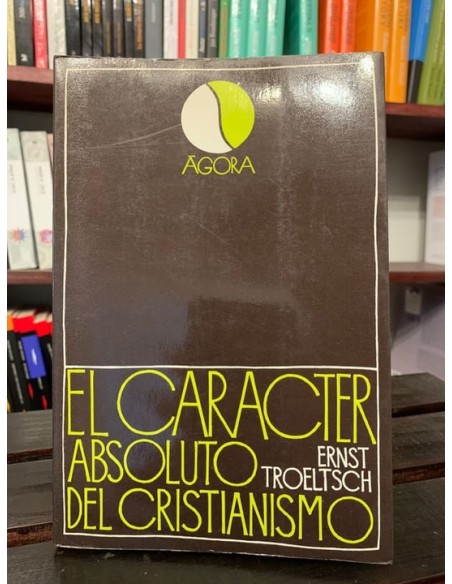 ÁGORA
EL CARACTER
ABSOLUTO
ERNST
TROELTSCH
DEL CRISTIANISMO